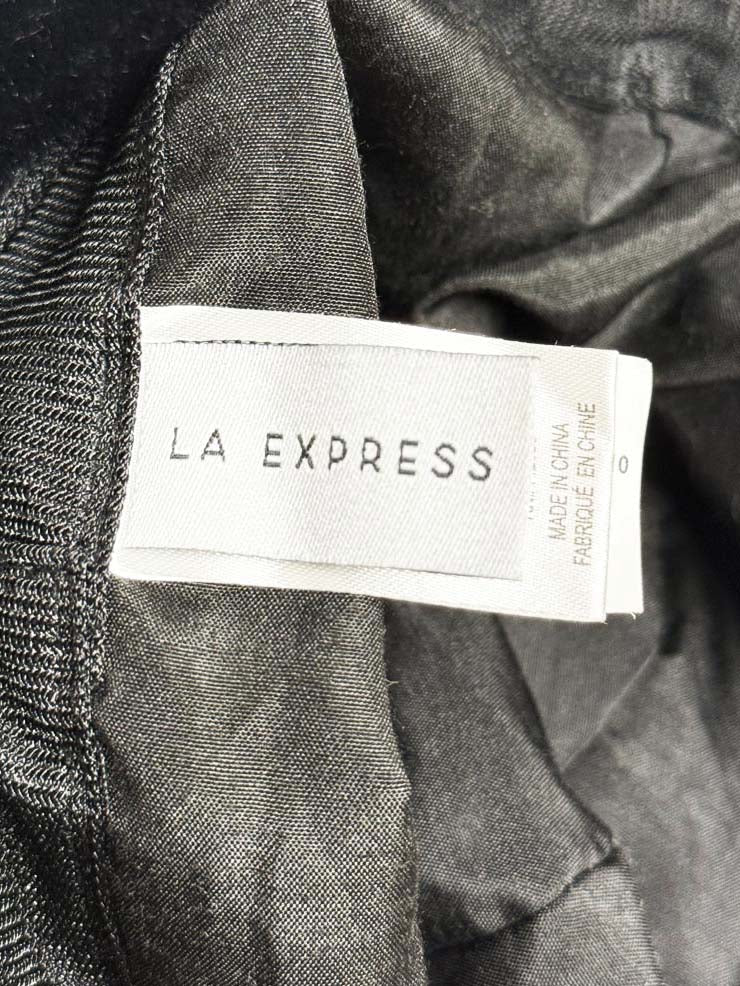 LA EXPRESS
MADE IN CHINA
FABRIQUÉ EN CHINE